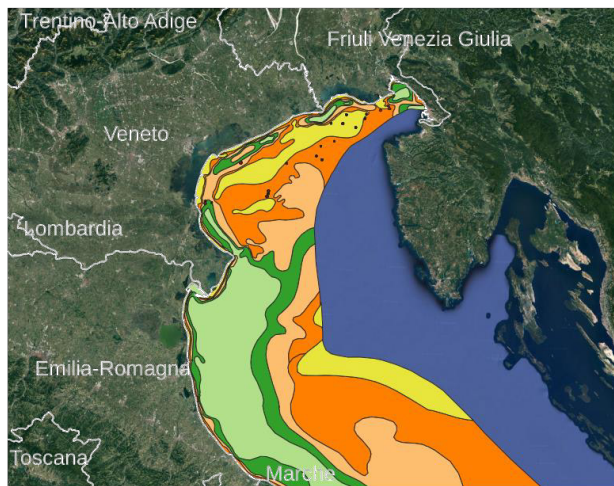 Trentino-Alto Adige
Friuli Venezia Giulia
Veneto
Lombardia
Emilia-Romagna
Toscana
Marche